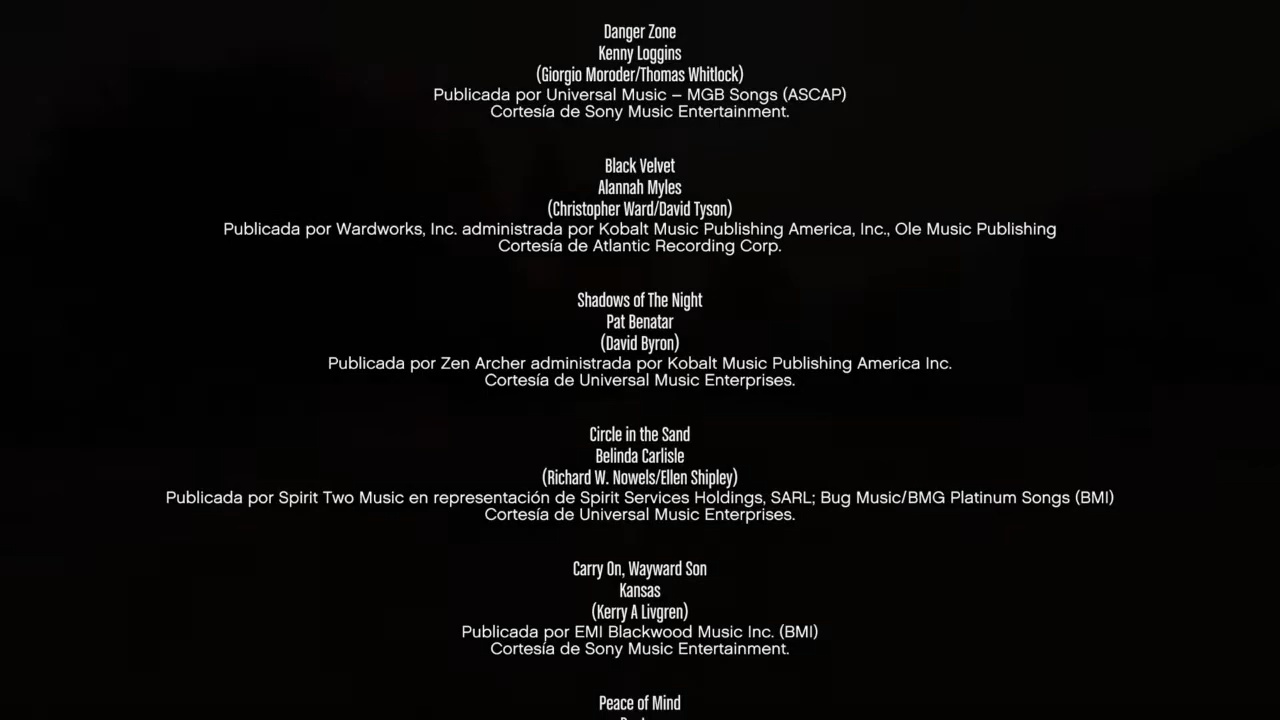 Danger Zone
Kenny Loggins
(Giorgio Moroder/Thomas Whitlock)
Publicada por Universal Music – MGB Songs (ASCAP)
Cortesía de Sony Music Entertainment.
Black Velvet
Alannah Myles
(Christopher Ward/David Tyson)
Publicada por Wardworks, Inc. administrada por Kobalt Music Publishing America, Inc., Ole Music Publishing
Cortesía de Atlantic Recording Corp.
Shadows of The Night
Pat Benatar
(David Byron)
Publicada por Zen Archer administrada por Kobalt Music Publishing America Inc.
Cortesía de Universal Music Enterprises.
Circle in the Sand
Belinda Carlisle
(Richard W. Nowels/Ellen Shipley)
Publicada por Spirit Two Music en representación de Spirit Services Holdings, SARL; Bug Music/BMG Platinum Songs (BMI)
Cortesía de Universal Music Enterprises.
Carry On, Wayward Son
Kansas
(Kerry A Livgren)
Publicada por EMI Blackwood Music Inc. (BMI)
Cortesía de Sony Music Entertainment.
Peace of Mind